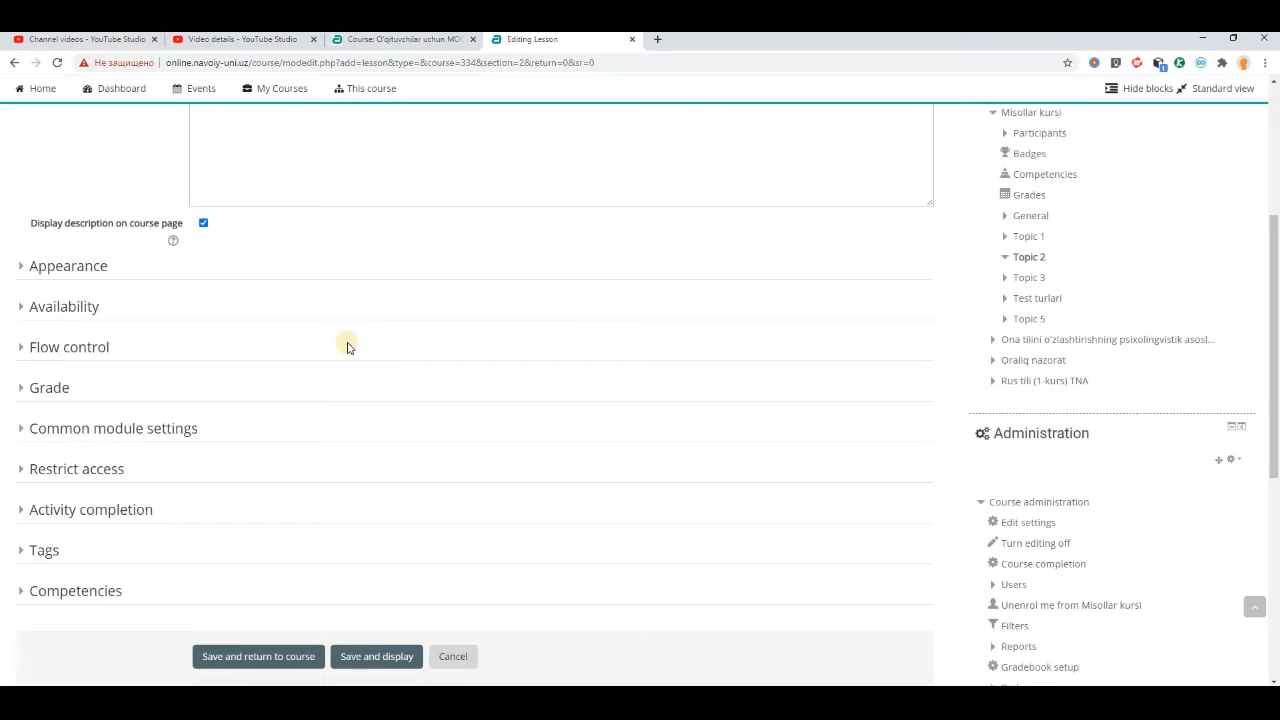 Channel videos - YouTube Studio
Video details - YouTube Studio
Course: O'qituvchilar uchun MO
Editing Lesson
Не защищено
online.navoiy-uni.uz/course/modedit.php?add=lesson&type=&course=334&section=2&return=0&sr=0
Home
Dashboard
Events
My Courses
This course
Hide blocks
Standard view
Display description on course page
Appearance
Availability
Flow control
Grade
Common module settings
Restrict access
Activity completion
Tags
Competencies
Save and return to course
Save and display
Cancel
Misollar kursi
Participants
Badges
Competencies
Grades
General
Topic 1
Topic 2
Topic 3
Test turlari
Topic 5
Ona tilini o'zlashtirishning psixolingvistik asosl...
Oraliq nazorat
Rus tili (1-kurs) TNA
Administration
Course administration
Edit settings
Turn editing off
Course completion
Users
Unenrol me from Misollar kursi
Filters
Reports
Gradebook setup